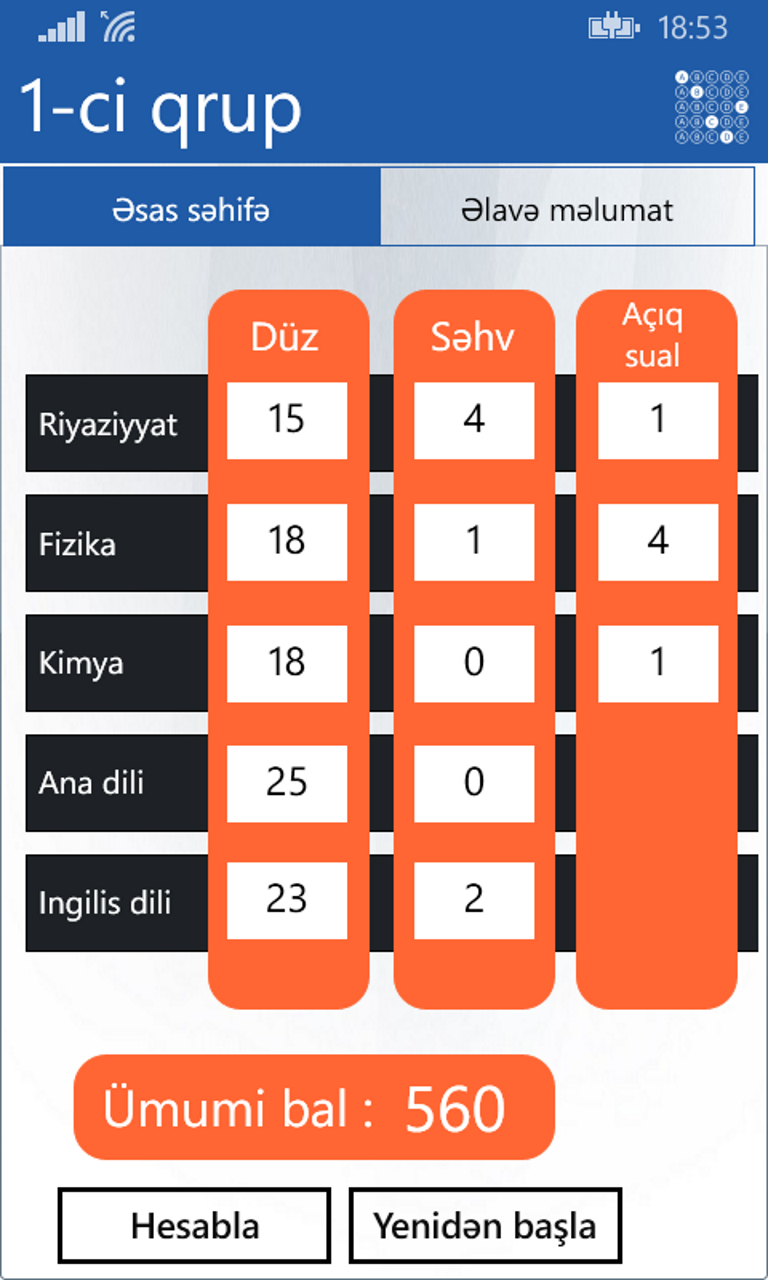 18:53
1-ci qrup
Əsas səhifə Əlavə məlumat
Düz Səhv Açıq
sual
Riyaziyyat 15 4 1
Fizika 18 1 4
Kimya 18 0 1
Ana dili 25 0
Ingilis dili 23 2
Ümumi bal : 560
Hesabla Yenidən başla